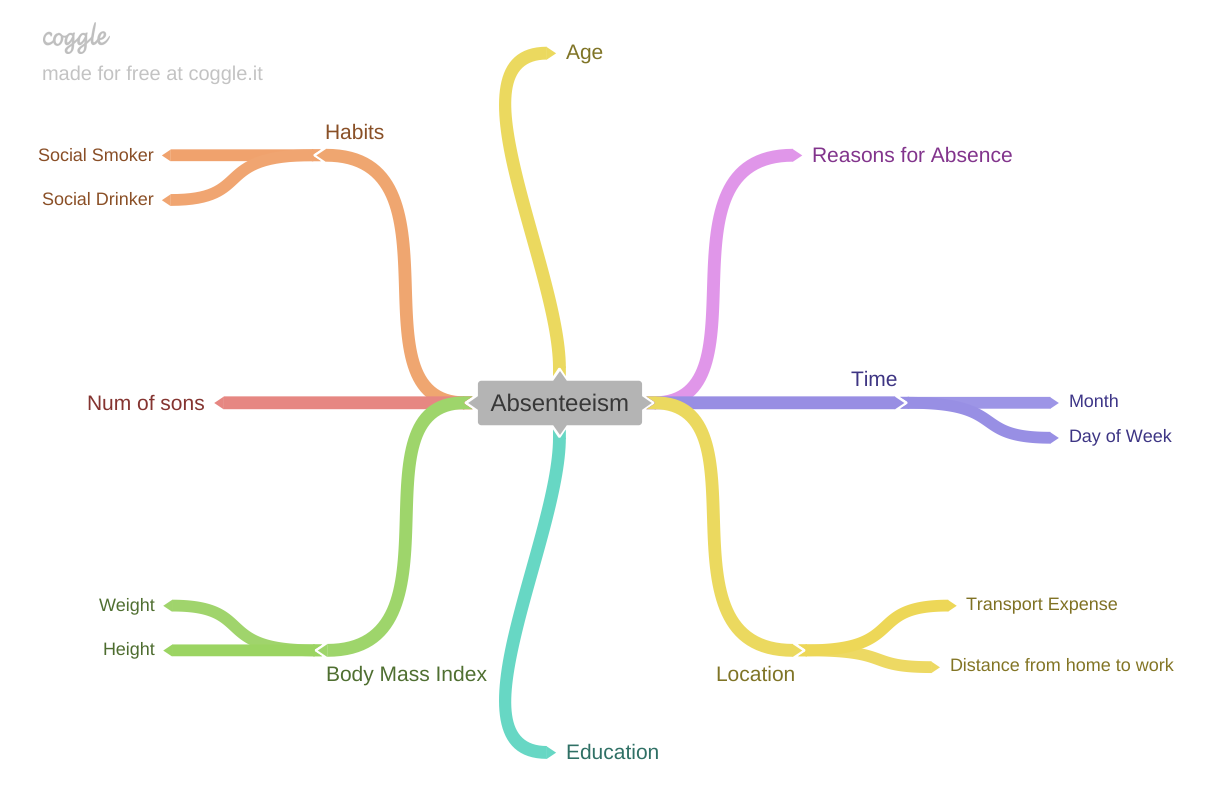 coggle
made for free at coggle.it
Age
Habits
Social Smoker
Social Drinker
Reasons for Absence
Num of sons
Absenteeism
Time
Month
Day of Week
Weight
Height
Body Mass Index
Transport Expense
Distance from home to work
Location
Education